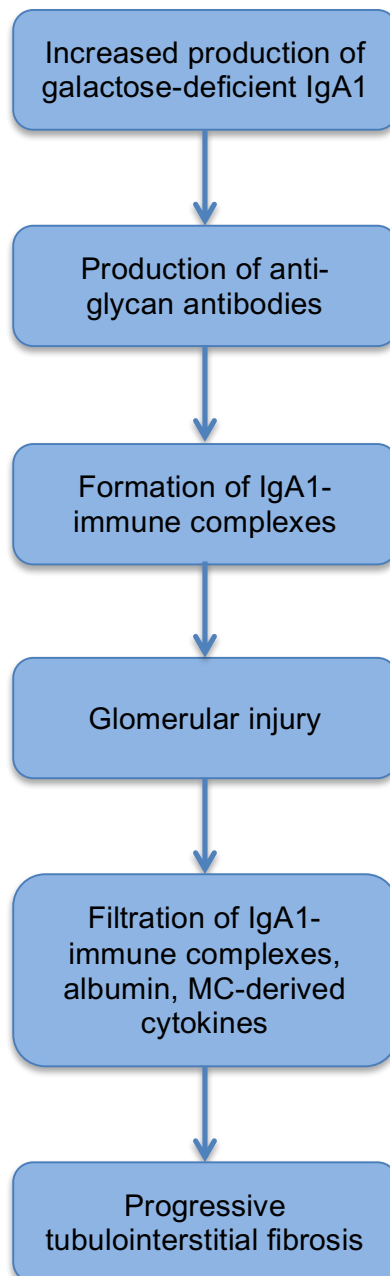 Increased production of
galactose-deficient IgA1
Production of anti-
glycan antibodies
Formation of IgA1-
immune complexes
Glomerular injury
Filtration of IgA1-
immune complexes,
albumin, MC-derived
cytokines
Progressive
tubulointerstitial fibrosis